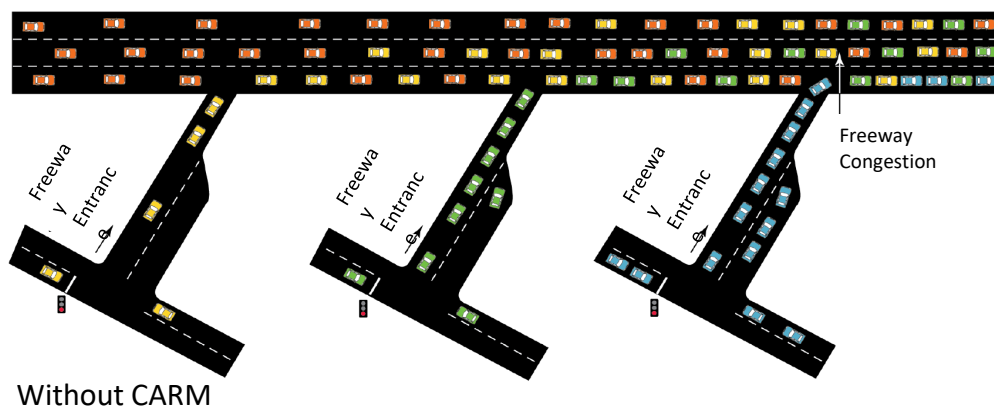 Freeway
Congestion
Freewa
y
Entranc
e
Freewa
y
Entranc
e
Freewa
y
Entranc
e
Without CARM